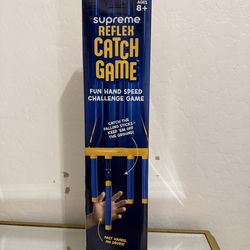 AGES
8+
supreme
REFLEX
CATCH
GAME™
FUN HAND SPEED
CHALLENGE GAME
CATCH THE
FALLING STICKS—
KEEP 'EM OFF
THE GROUND!
FAST HANDS,
NO DROPS!